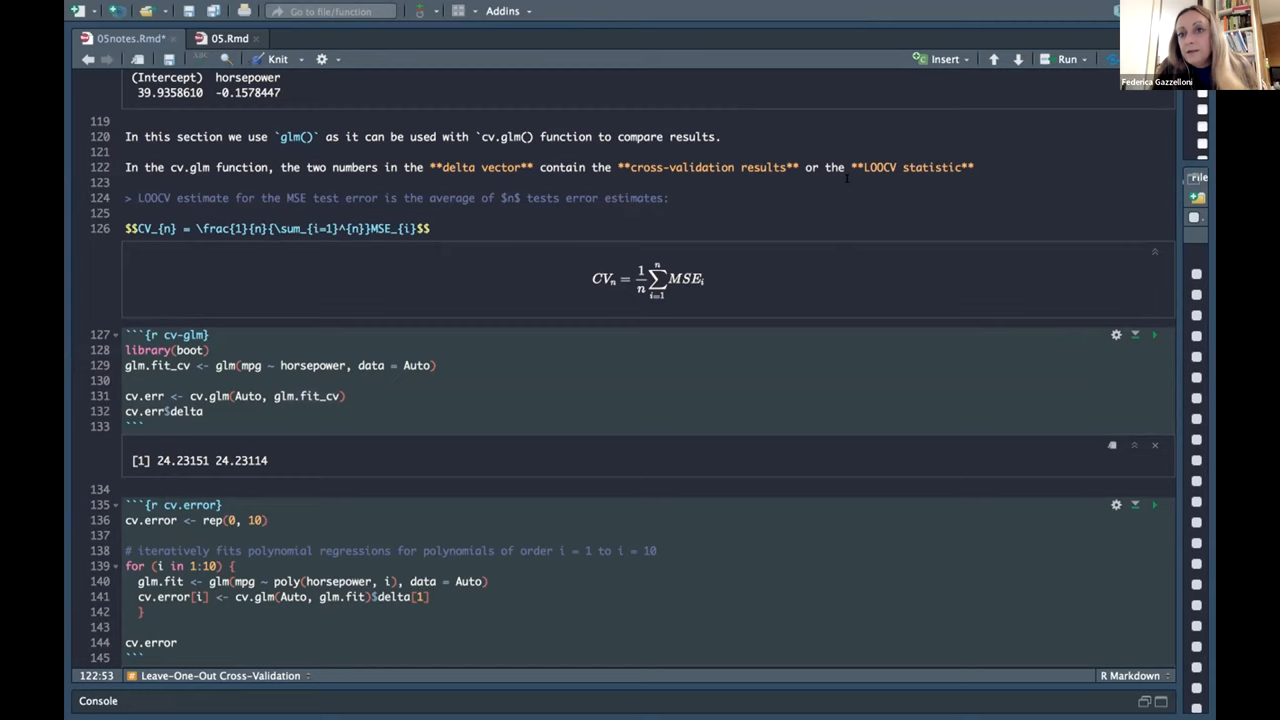 Go to file/function
Addins
05notes.Rmd*
05.Rmd
Knit
Insert
Run
Federica Gazzelloni
(Intercept) horsepower
39.9358610 -0.1578447
119
120 In this section we use `glm()` as it can be used with `cv.glm() function to compare results.
121
122 In the cv.glm function, the two numbers in the **delta vector** contain the **cross-validation results** or the **LOOCV statistic**
123
124 > LOOCV estimate for the MSE test error is the average of $n$ tests error estimates:
125
126 $$CV_{n} = \frac{1}{n}{\sum_{i=1}^{n}}MSE_{i}$$
CVn = 1/n ∑ i=1 n MSEi
127 ```{r cv-glm}
128 library(boot)
129 glm.fit_cv <- glm(mpg ~ horsepower, data = Auto)
130
131 cv.err <- cv.glm(Auto, glm.fit_cv)
132 cv.err$delta
133 ```
[1] 24.23151 24.23114
134
135 ```{r cv.error}
136 cv.error <- rep(0, 10)
137
138 # iteratively fits polynomial regressions for polynamials of order i = 1 to i = 10
139 for (i in 1:10) {
140 glm.fit <- glm(mpg ~ poly(horsepower, i), data = Auto)
141 cv.error[i] <- cv.glm(Auto, glm.fit)$delta[1]
142 }
143
144 cv.error
145 ```
122:53 # Leave-One-Out Cross-Validation
R Markdown
Console